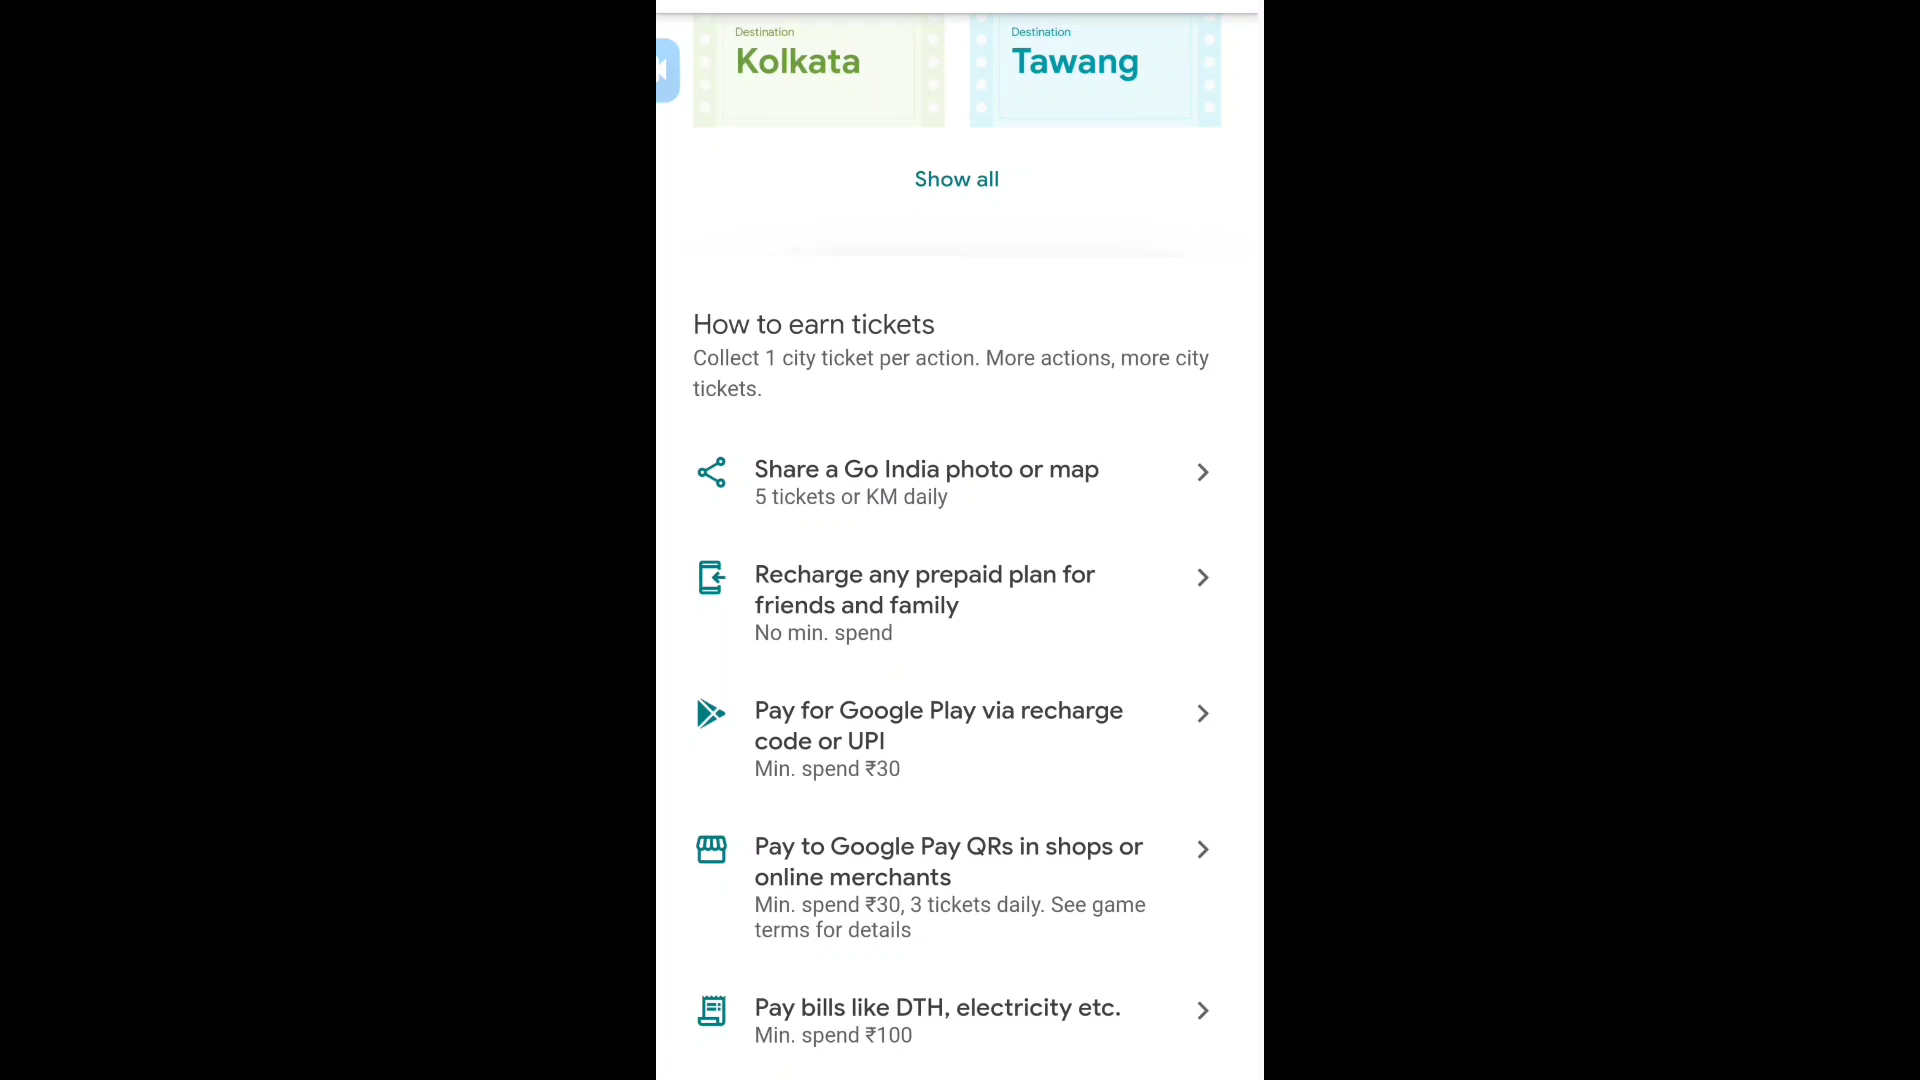 Destination
Kolkata
Destination
Tawang
Show all
How to earn tickets
Collect 1 city ticket per action. More actions, more city
tickets.
Share a Go India photo or map
5 tickets or KM daily
Recharge any prepaid plan for
friends and family
No min. spend
Pay for Google Play via recharge
code or UPI
Min. spend ₹30
Pay to Google Pay QRs in shops or
online merchants
Min. spend ₹30, 3 tickets daily. See game
terms for details
Pay bills like DTH, electricity etc.
Min. spend ₹100